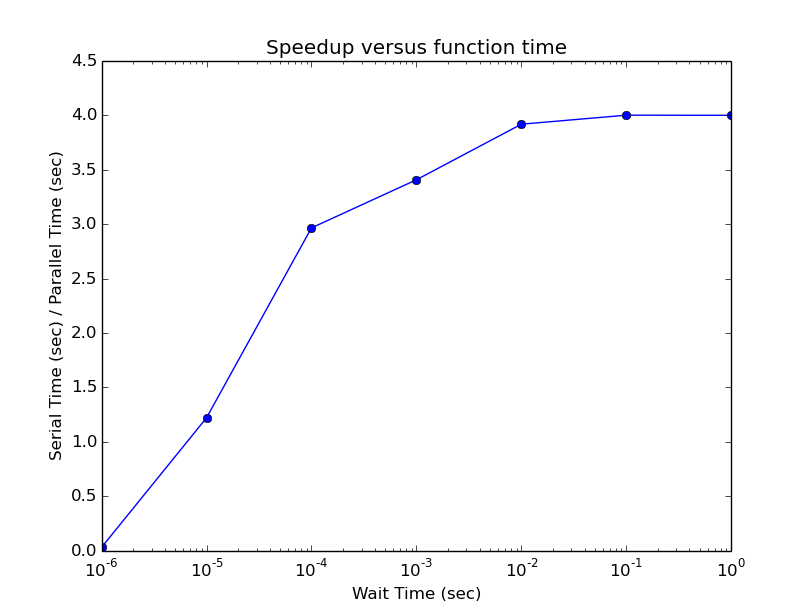 Speedup versus function time
Serial Time (sec) / Parallel Time (sec)
4.5
4.0
3.5
3.0
2.5
2.0
1.5
1.0
0.5
0.0
10⁻⁶ 10⁻⁵ 10⁻⁴ 10⁻³ 10⁻² 10⁻¹ 10⁰
Wait Time (sec)